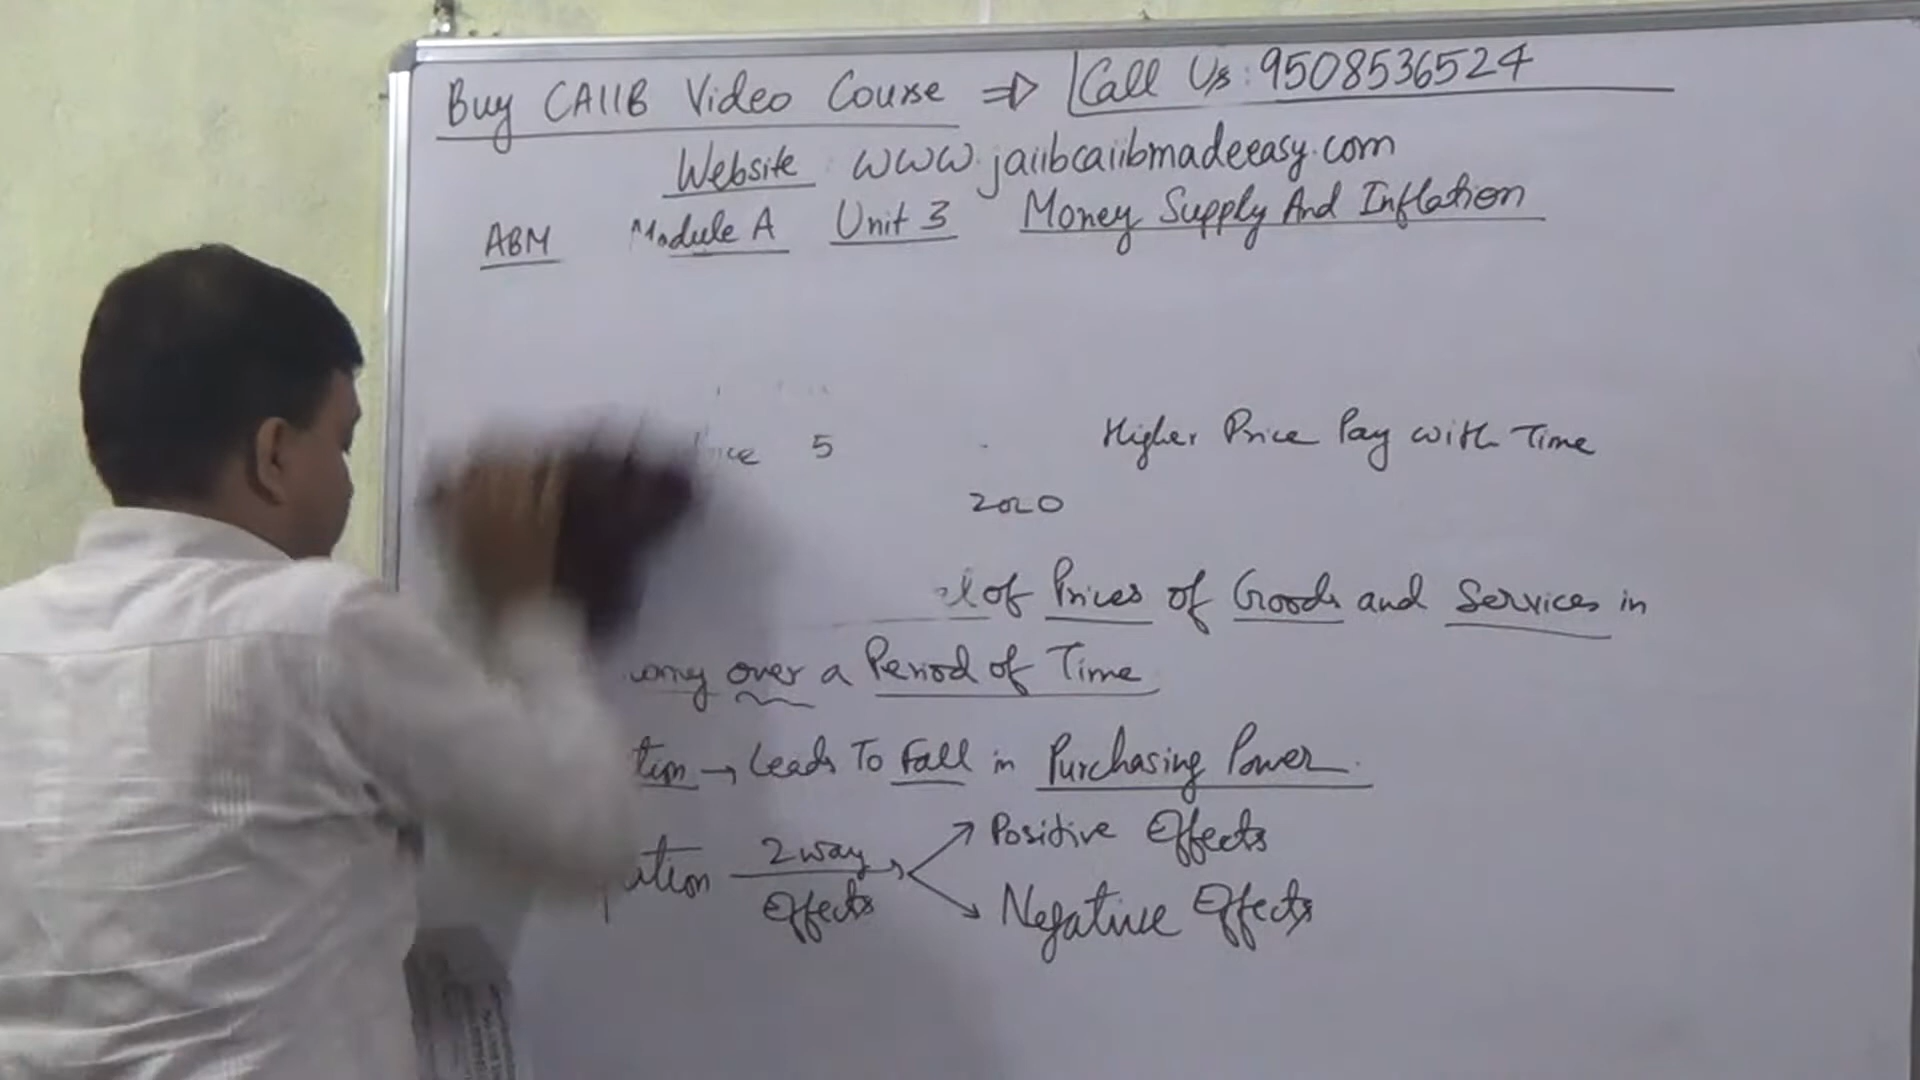 Buy CAIIB Video Course ⇒ Call Us : 9508536524
Website : www.jaiibcaiibmadeeasy.com
ABM Module A Unit 3 Money Supply And Inflation
5 Higher Price Pay with Time
2020
of Prices of Goods and Services in
over a Period of Time
→ Leads To Fall in Purchasing Power.
2 way Effects → Positive Effects
Negative Effects